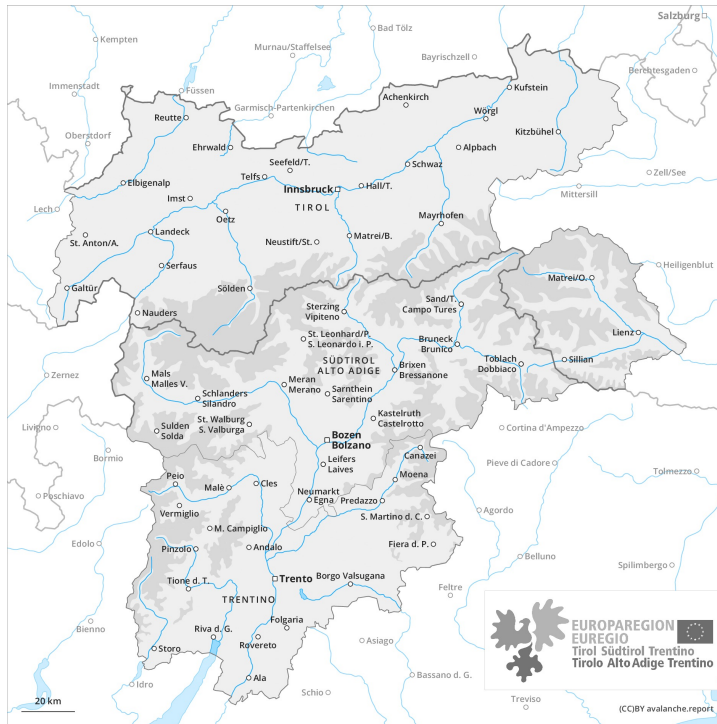 Salzburg
Kempten
Bad Tölz
Murnau/Staffelsee
Bayrischzell
Berchtesgaden
Immenstadt
Füssen
Kufstein
Achenkirch
Garmisch-Partenkirchen
Reutte
Wörgl
Oberstdorf
Kitzbühel
Ehrwald
Alpbach
Seefeld/T.
Schwaz
Telfs
Zell/See
Elbigenalp
Innsbruck
Hall/T.
Mittersill
Imst
TIROL
Lech
Oetz
Mayrhofen
St. Anton/A.
Landeck
Neustift/St.
Matrei/B.
Serfaus
Heiligenblut
Matrei/O.
Galtür
Sölden
Sand/T.
Campo Tures
Nauders
Sterzing
Vipiteno
Lienz
St. Leonhard/P.
S. Leonardo i. P.
Bruneck
Brunico
SÜDTIROL
ALTO ADIGE
Toblach
Dobbiaco
Sillian
Zernez
Mals
Malles V.
Brixen
Bressanone
Meran
Merano
Sarnthein
Sarentino
Schlanders
Silandro
St. Walburg
S. Valburga
Kastelruth
Castelrotto
Livigno
Sulden
Solda
Cortina d'Ampezzo
Bozen
Bolzano
Bormio
Canazei
Pieve di Cadore
Leifers
Laives
Tolmezzo
Peio
Moena
Malè
Cles
Neumarkt
Egna
Predazzo
Poschiavo
Vermiglio
Agordo
S. Martino d. C.
M. Campiglio
Edolo
Pinzolo
Andalo
Fiera d. P.
Belluno
Spilimbergo
Tione d. T.
Trento
Borgo Valsugana
Feltre
TRENTINO
Folgaria
Bienno
Riva d. G.
Rovereto
Asiago
Storo
Ala
Bassano d. G.
Idro
Schio
Treviso
EUROPAREGION
EUREGIO
Tirol Südtirol Trentino
Tirolo Alto Adige Trentino
20 km
(CC)BY avalanche.report